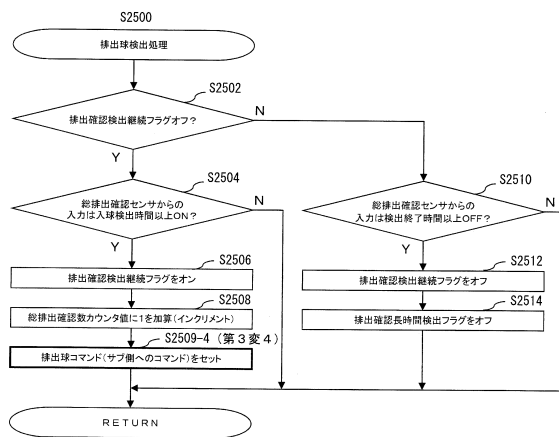 S2500
排出球検出処理
S2502
排出確認検出継続フラグオフ?
N
Y
S2504
総排出確認センサからの
入力は入球検出時間以上ON?
N
Y
S2506
排出確認検出継続フラグをオン
S2508
総排出確認数カウンタ値に1を加算(インクリメント)
S2509-4 (第3変4)
排出球コマンド(サブ側へのコマンド)をセット
S2510
総排出確認センサからの
入力は検出終了時間以上OFF?
N
Y
S2512
排出確認検出継続フラグをオフ
S2514
排出確認長時間検出フラグをオフ
RETURN